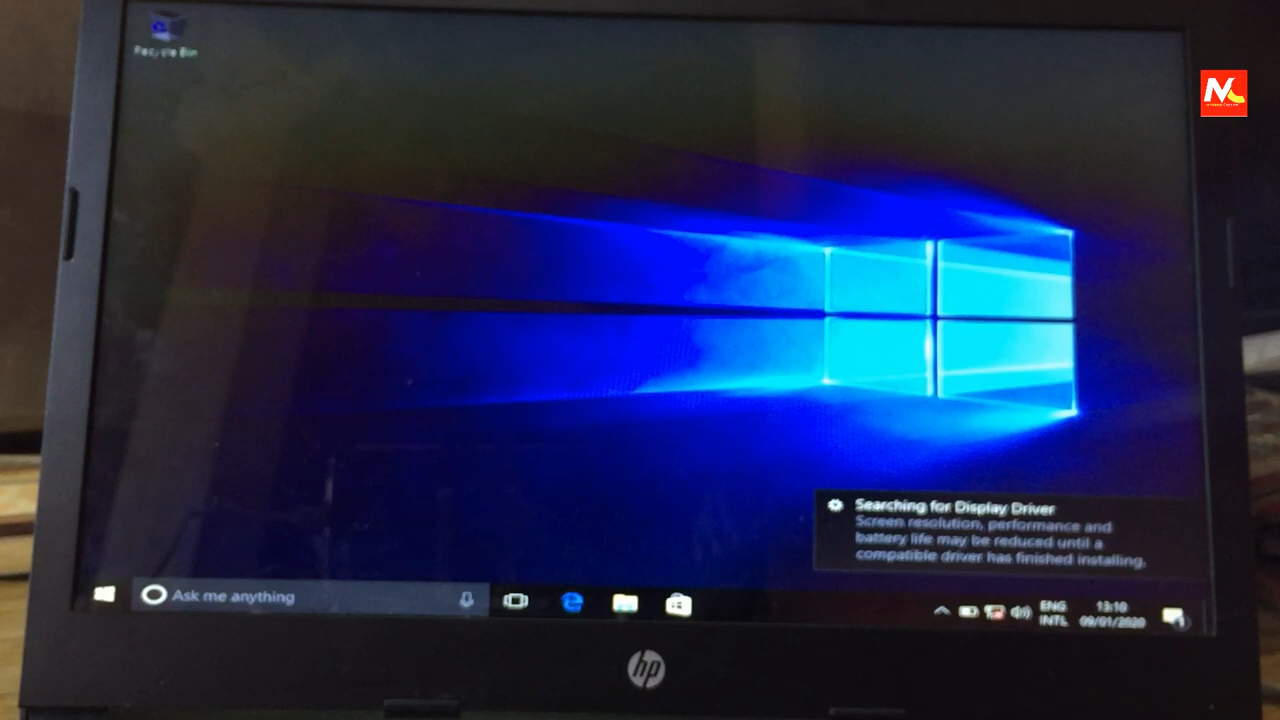 Recycle Bin
Searching for Display Driver
Screen resolution, performance and
battery life may be reduced until a
compatible driver has finished installing.
Ask me anything
ENG
INTL
13:10
09/01/2020
hp